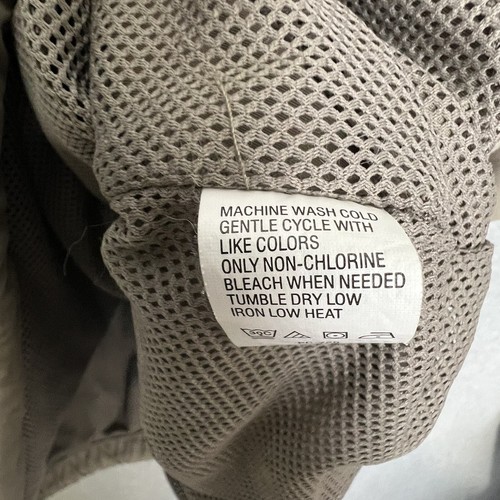 MACHINE WASH COLD
GENTLE CYCLE WITH
LIKE COLORS
ONLY NON-CHLORINE
BLEACH WHEN NEEDED
TUMBLE DRY LOW
IRON LOW HEAT